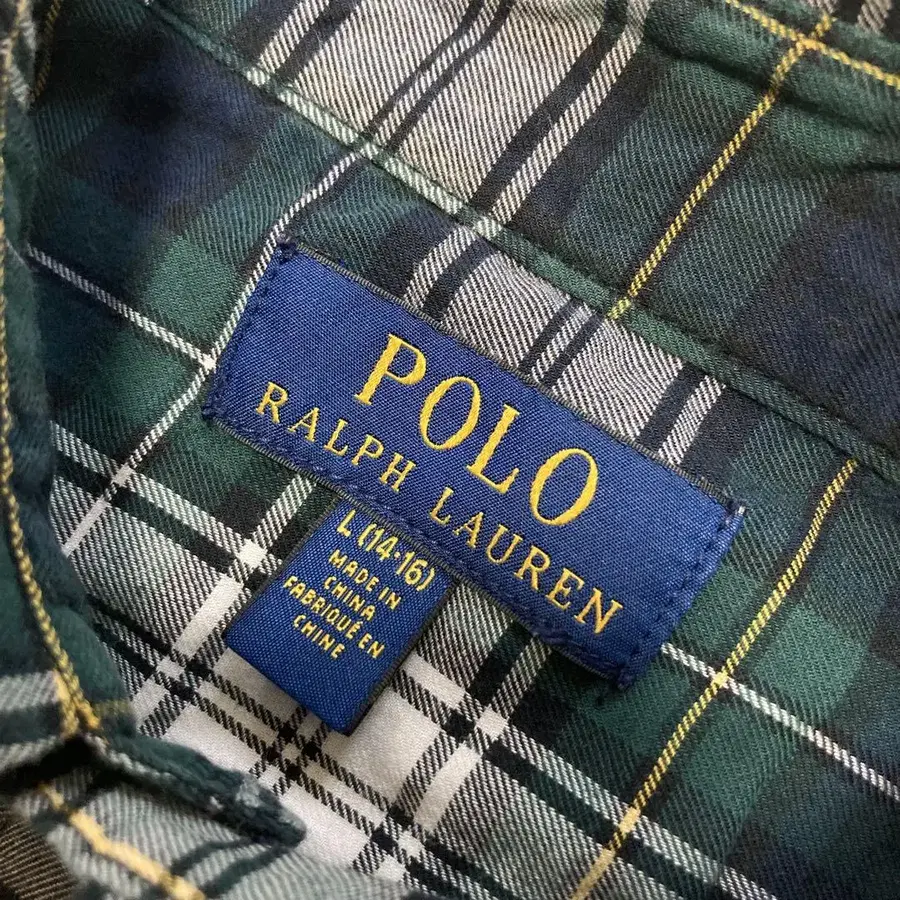 POLO
RALPH LAUREN
L (14-16)
MADE IN
CHINA
FABRIQUÉ EN
CHINE